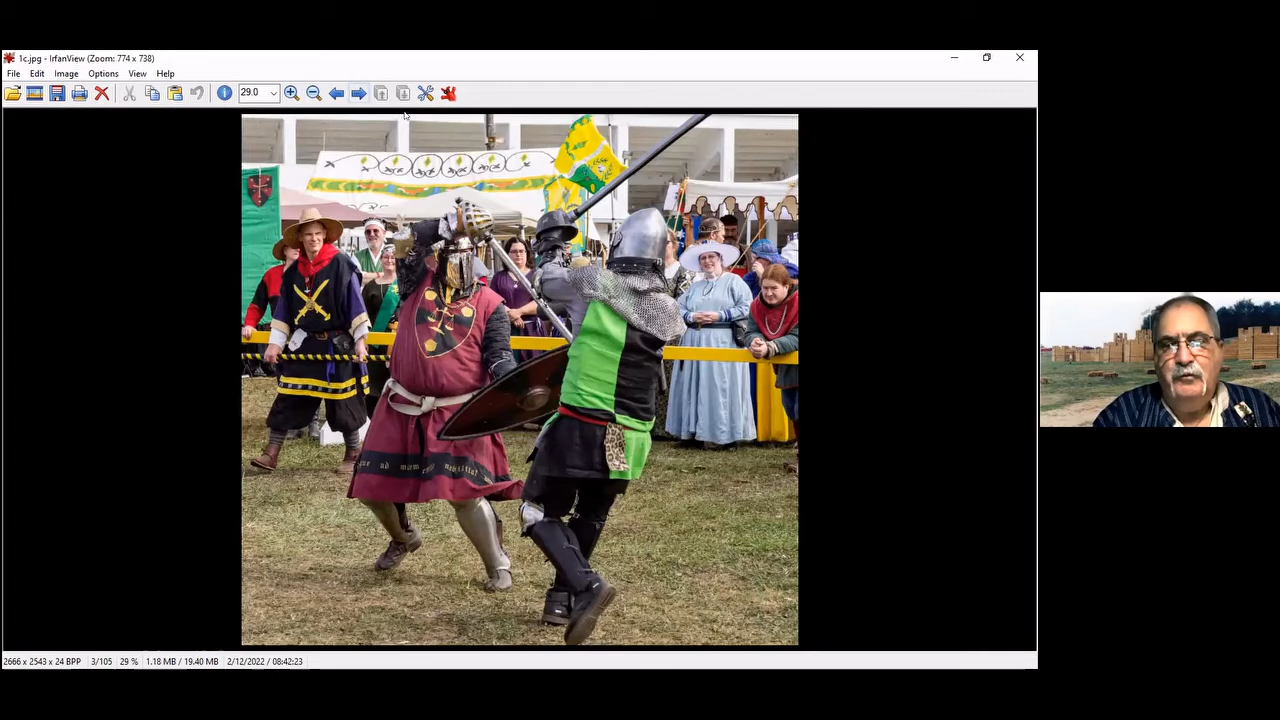 1c.jpg - IrfanView (Zoom: 774 x 738)
File Edit Image Options View Help
29.0
2666 x 2543 x 24 BPP 3/105 29 % 1.18 MB / 19.40 MB 2/12/2022 / 08:42:23